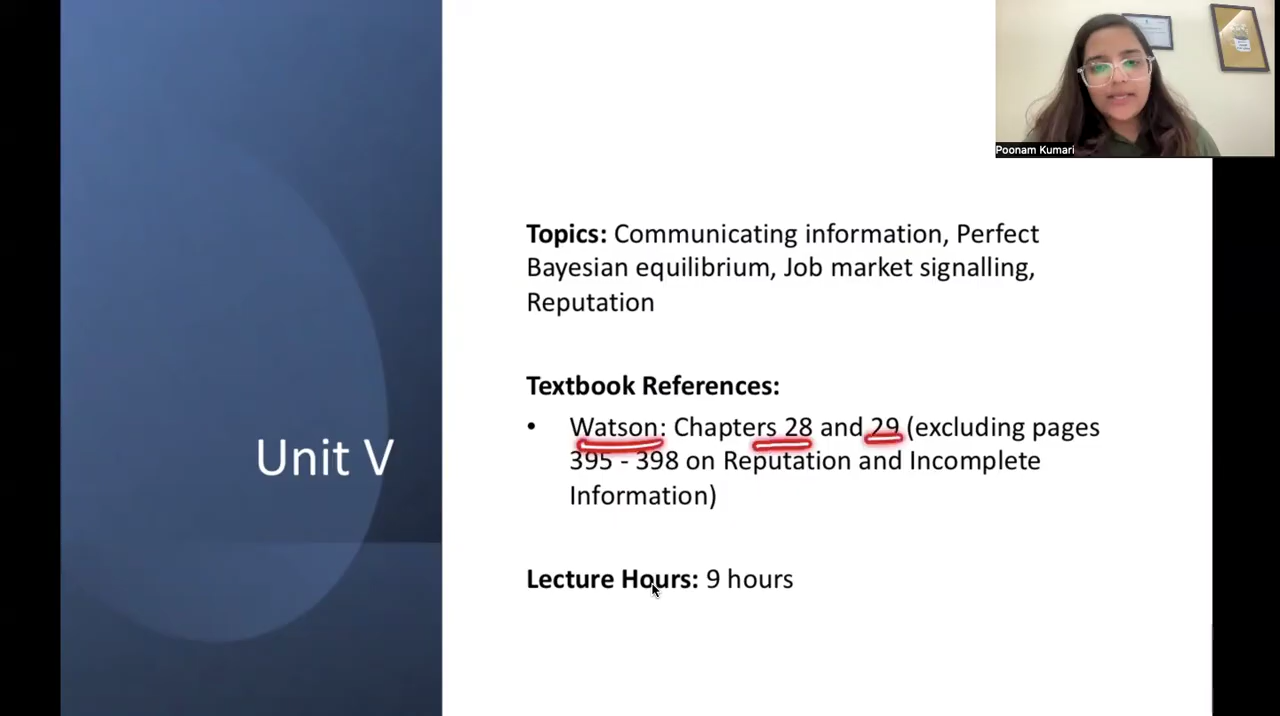 Poonam Kumari
Topics: Communicating information, Perfect
Bayesian equilibrium, Job market signalling,
Reputation
Textbook References:
• Watson: Chapters 28 and 29 (excluding pages
395 - 398 on Reputation and Incomplete
Information)
Unit V
Lecture Hours: 9 hours